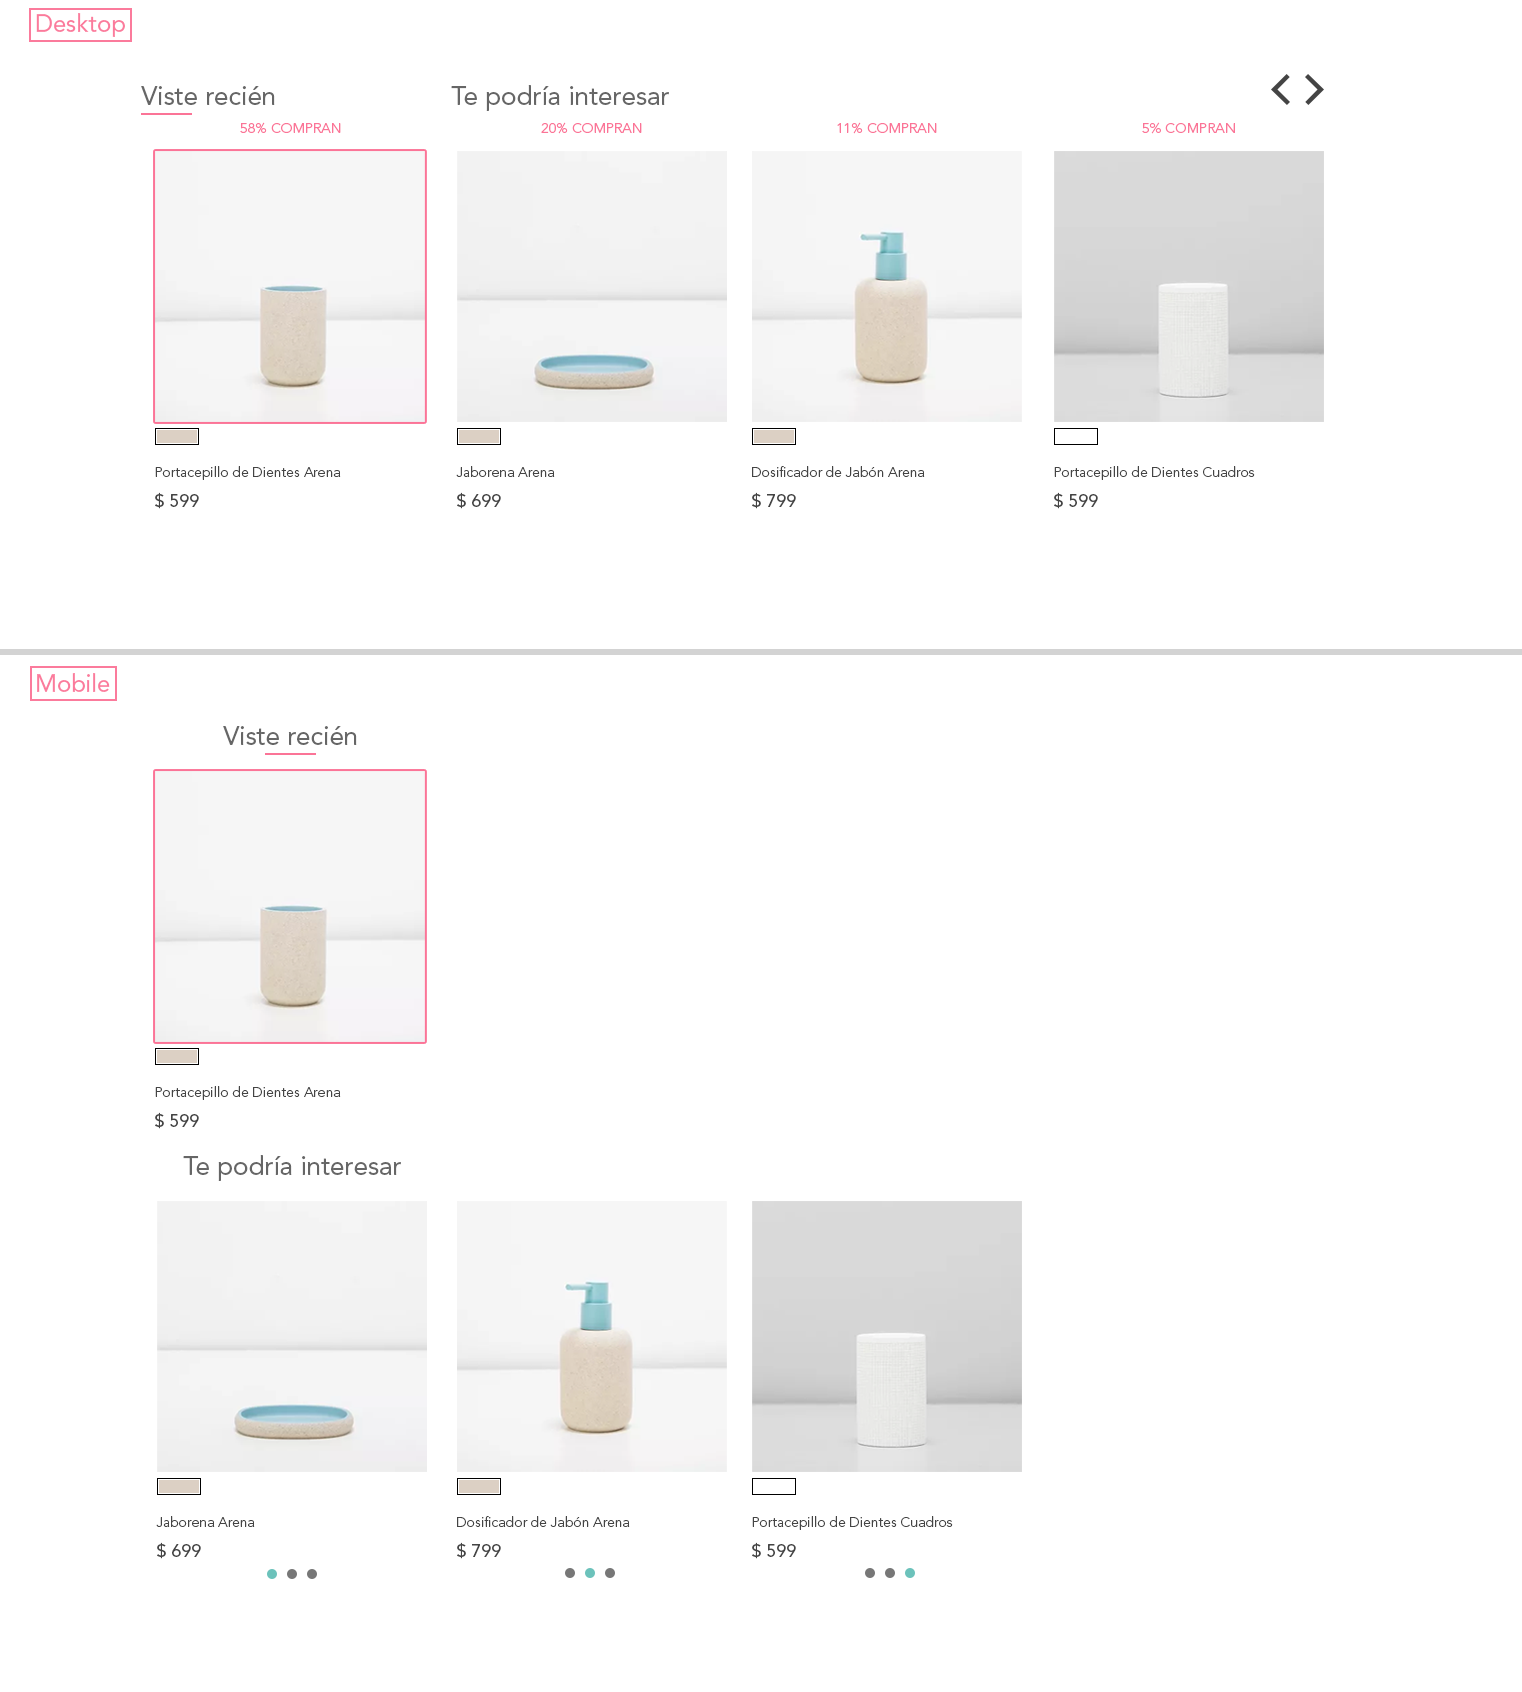 Desktop
Viste recién
Te podría interesar
58% COMPRAN
20% COMPRAN
11% COMPRAN
5% COMPRAN
Portacepillo de Dientes Arena
Jaborena Arena
Dosificador de Jabón Arena
Portacepillo de Dientes Cuadros
$ 599
$ 699
$ 799
$ 599
Mobile
Viste recién
Portacepillo de Dientes Arena
$ 599
Te podría interesar
Jaborena Arena
Dosificador de Jabón Arena
Portacepillo de Dientes Cuadros
$ 699
$ 799
$ 599